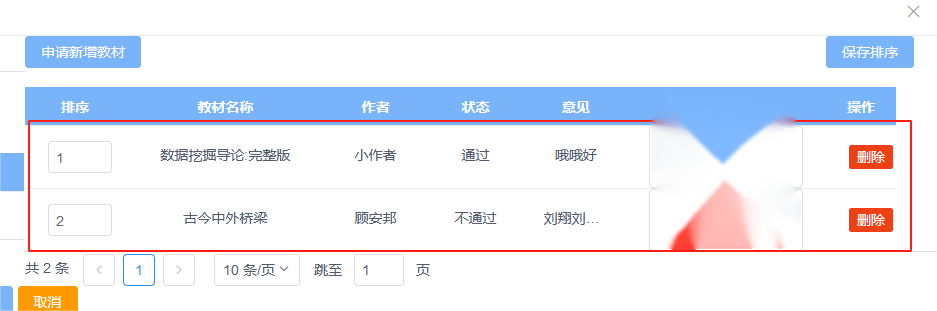 申请新增教材 保存排序
排序 教材名称 作者 状态 意见 操作
1 数据挖掘导论:完整版 小作者 通过 哦哦好 删除
2 古今中外桥梁 顾安邦 不通过 刘翔刘... 删除
共 2 条 1 10 条/页 跳至 1 页
取消